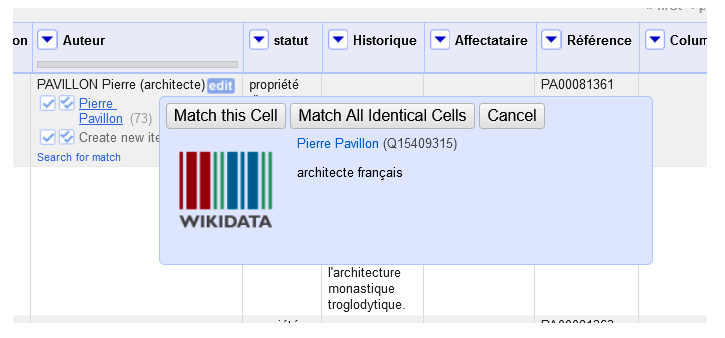 on Auteur statut Historique Affectataire Référence Colum
PAVILLON Pierre (architecte) edit propriété PA00081361
Pierre
Pavillon (73)
Create new ite
Search for match
Match this Cell Match All Identical Cells Cancel
Pierre Pavillon (Q15409315)
architecte français
WIKIDATA
l'architecture
monastique
troglodytique.